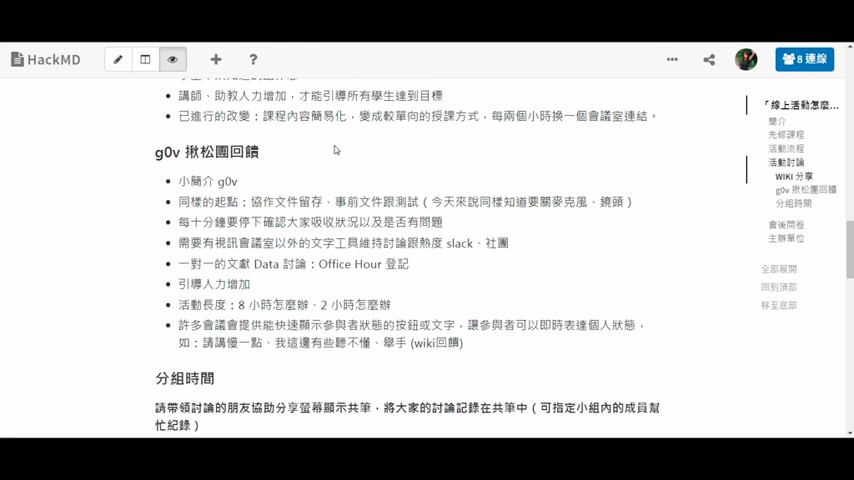 HackMD
8 連線
講師、助教人力增加，才能引導所有學生達到目標
已進行的改變：課程內容簡易化，變成較單向的授課方式，每兩個小時換一個會議室連結。
g0v 揪松團回饋
小簡介 g0v
同樣的起點：協作文件留存、事前文件跟測試（今天來說同樣知道要關麥克風、鏡頭）
每十分鐘要停下確認大家吸收狀況以及是否有問題
需要有視訊會議室以外的文字工具維持討論跟熱度 slack、社團
一對一的文獻 Data 討論：Office Hour 登記
引導人力增加
活動長度：8 小時怎麼辦、2 小時怎麼辦
許多會議會提供能快速顯示參與者狀態的按鈕或文字，讓參與者可以即時表達個人狀態，
如：請講慢一點、我這邊有些聽不懂、舉手 (wiki回饋)
分組時間
請帶領討論的朋友協助分享螢幕顯示共筆，將大家的討論記錄在共筆中（可指定小組內的成員幫
忙紀錄）
「線上活動怎麼...
簡介
先修課程
活動流程
活動討論
WIKI 分享
g0v 揪松團回饋
分組時間
會後問卷
主辦單位
全部展開
回到頂部
移至底部